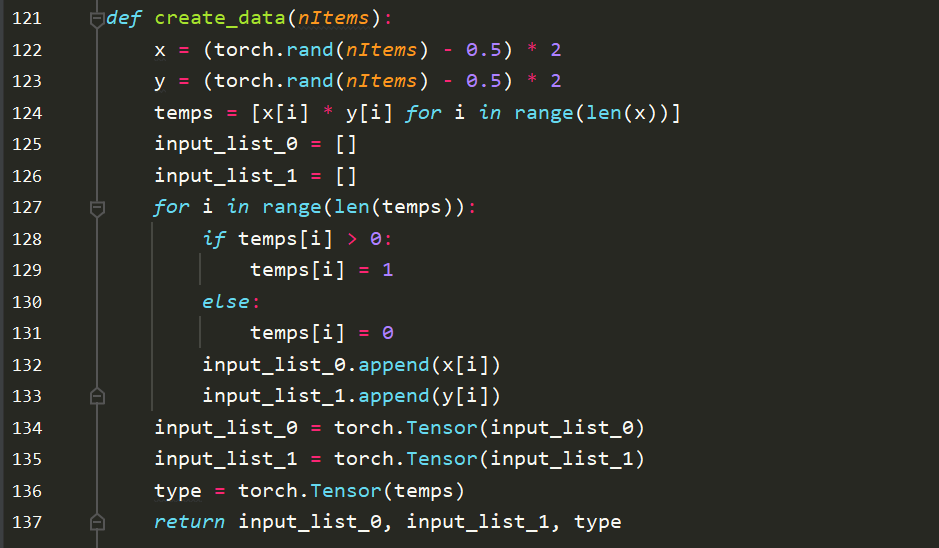 121 def create_data(nItems):
122     x = (torch.rand(nItems) - 0.5) * 2
123     y = (torch.rand(nItems) - 0.5) * 2
124     temps = [x[i] * y[i] for i in range(len(x))]
125     input_list_0 = []
126     input_list_1 = []
127     for i in range(len(temps)):
128         if temps[i] > 0:
129             temps[i] = 1
130         else:
131             temps[i] = 0
132         input_list_0.append(x[i])
133         input_list_1.append(y[i])
134     input_list_0 = torch.Tensor(input_list_0)
135     input_list_1 = torch.Tensor(input_list_1)
136     type = torch.Tensor(temps)
137     return input_list_0, input_list_1, type